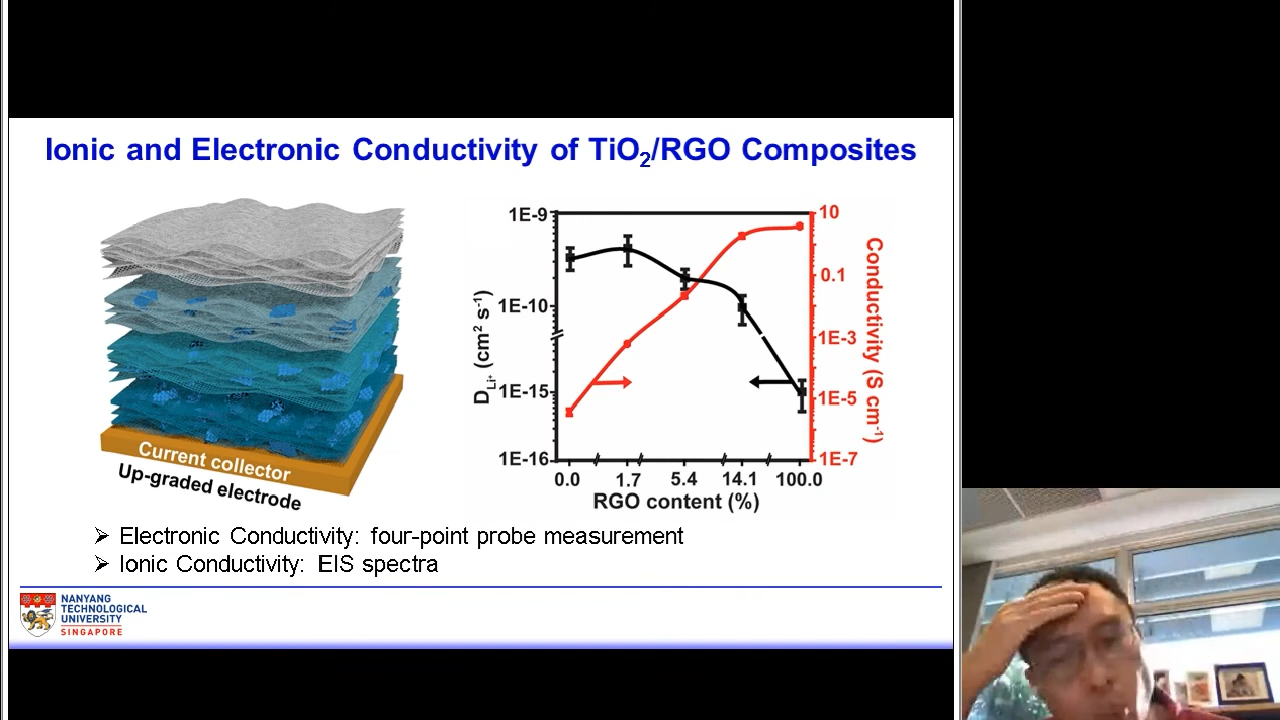 Ionic and Electronic Conductivity of TiO2/RGO Composites
Current collector
Up-graded electrode
1E-9
1E-10
1E-15
1E-16
DLi+ (cm2 s-1)
10
0.1
1E-3
1E-5
1E-7
Conductivity (S cm-1)
0.0 1.7 5.4 14.1 100.0
RGO content (%)
➢ Electronic Conductivity: four-point probe measurement
➢ Ionic Conductivity: EIS spectra
NANYANG
TECHNOLOGICAL
UNIVERSITY
SINGAPORE